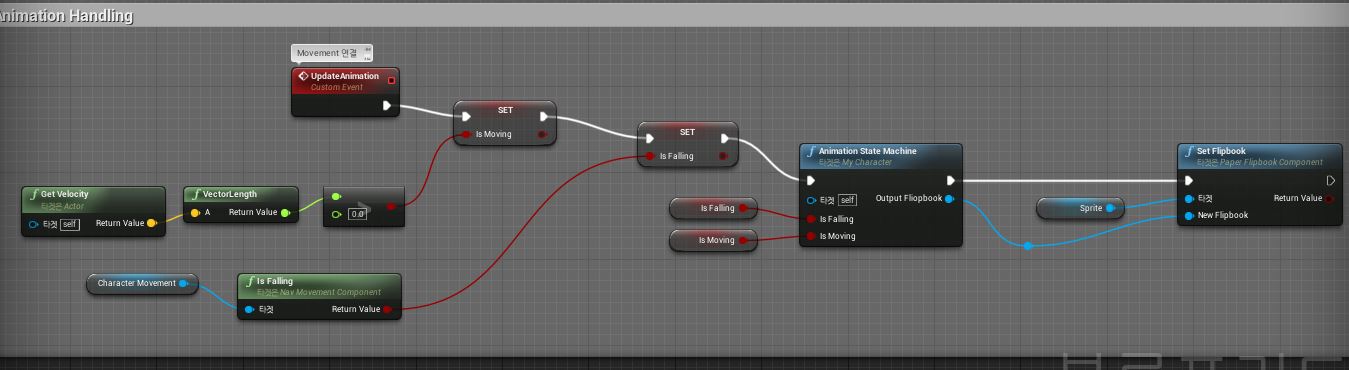 Animation Handling
Movement 연결
UpdateAnimation
Custom Event
SET
Is Moving
SET
Is Falling
Animation State Machine
타겟은 My Character
타겟 self
Output Fliopbook
Is Falling
Is Moving
Set Flipbook
타겟은 Paper Flipbook Component
타겟
Return Value
New Flipbook
Sprite
Is Falling
Is Moving
Get Velocity
타겟은 Actor
타겟 self
Return Value
VectorLength
A
Return Value
>
0.0
Character Movement
Is Falling
타겟은 Nav Movement Component
타겟
Return Value